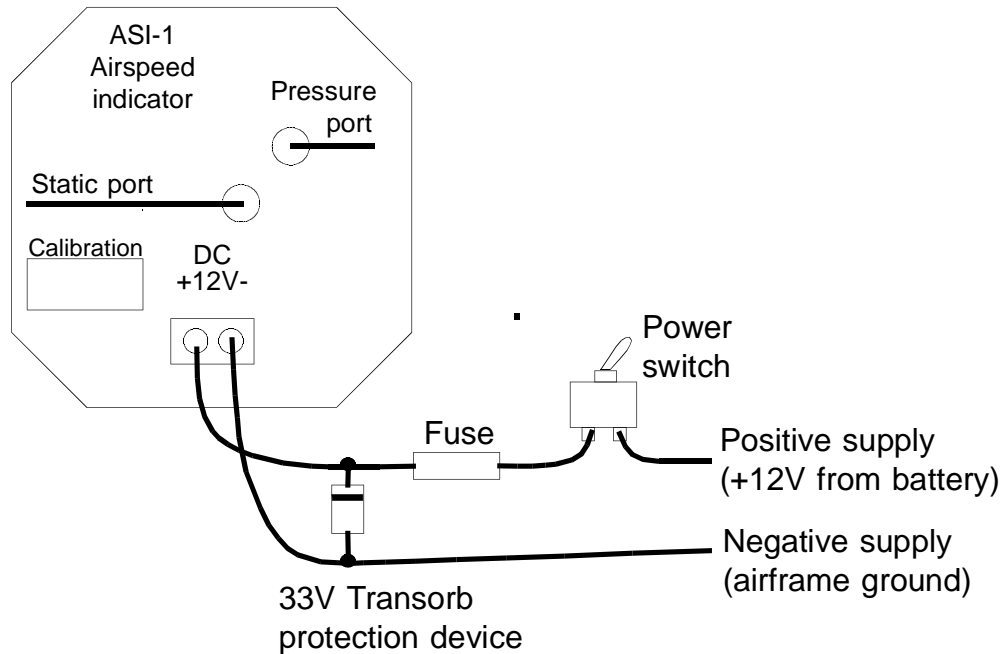 ASI-1
Airspeed
indicator
Pressure
port
Static port
Calibration
DC
+12V-
Power
switch
Fuse
Positive supply
(+12V from battery)
Negative supply
(airframe ground)
33V Transorb
protection device